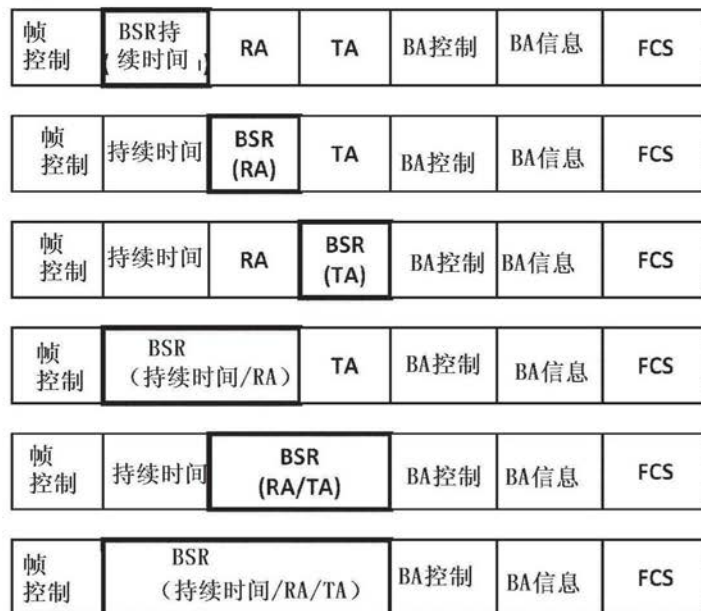 帧 BSR持 RA TA BA控制 BA信息 FCS
控制 (续时间)
帧 持续时间 BSR TA BA控制 BA信息 FCS
控制 (RA)
帧 持续时间 RA BSR BA控制 BA信息 FCS
控制 (TA)
帧 BSR TA BA控制 BA信息 FCS
控制 （持续时间/RA）
帧 持续时间 BSR BA控制 BA信息 FCS
控制 (RA/TA)
帧 BSR BA控制 BA信息 FCS
控制 （持续时间/RA/TA）